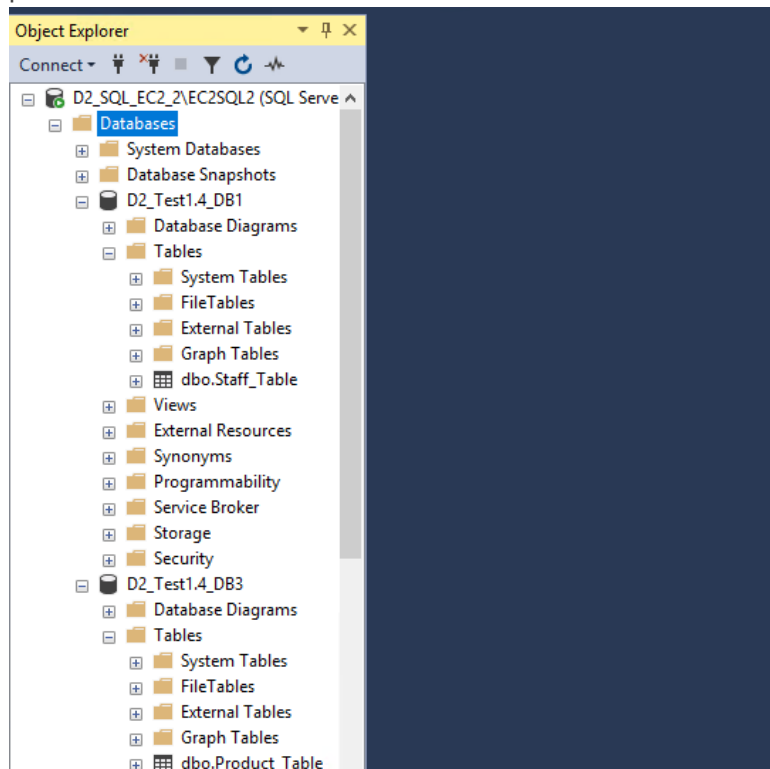 Object Explorer
Connect
D2_SQL_EC2_2\EC2SQL2 (SQL Serve
Databases
System Databases
Database Snapshots
D2_Test1.4_DB1
Database Diagrams
Tables
System Tables
FileTables
External Tables
Graph Tables
dbo.Staff_Table
Views
External Resources
Synonyms
Programmability
Service Broker
Storage
Security
D2_Test1.4_DB3
Database Diagrams
Tables
System Tables
FileTables
External Tables
Graph Tables
dbo.Product_Table